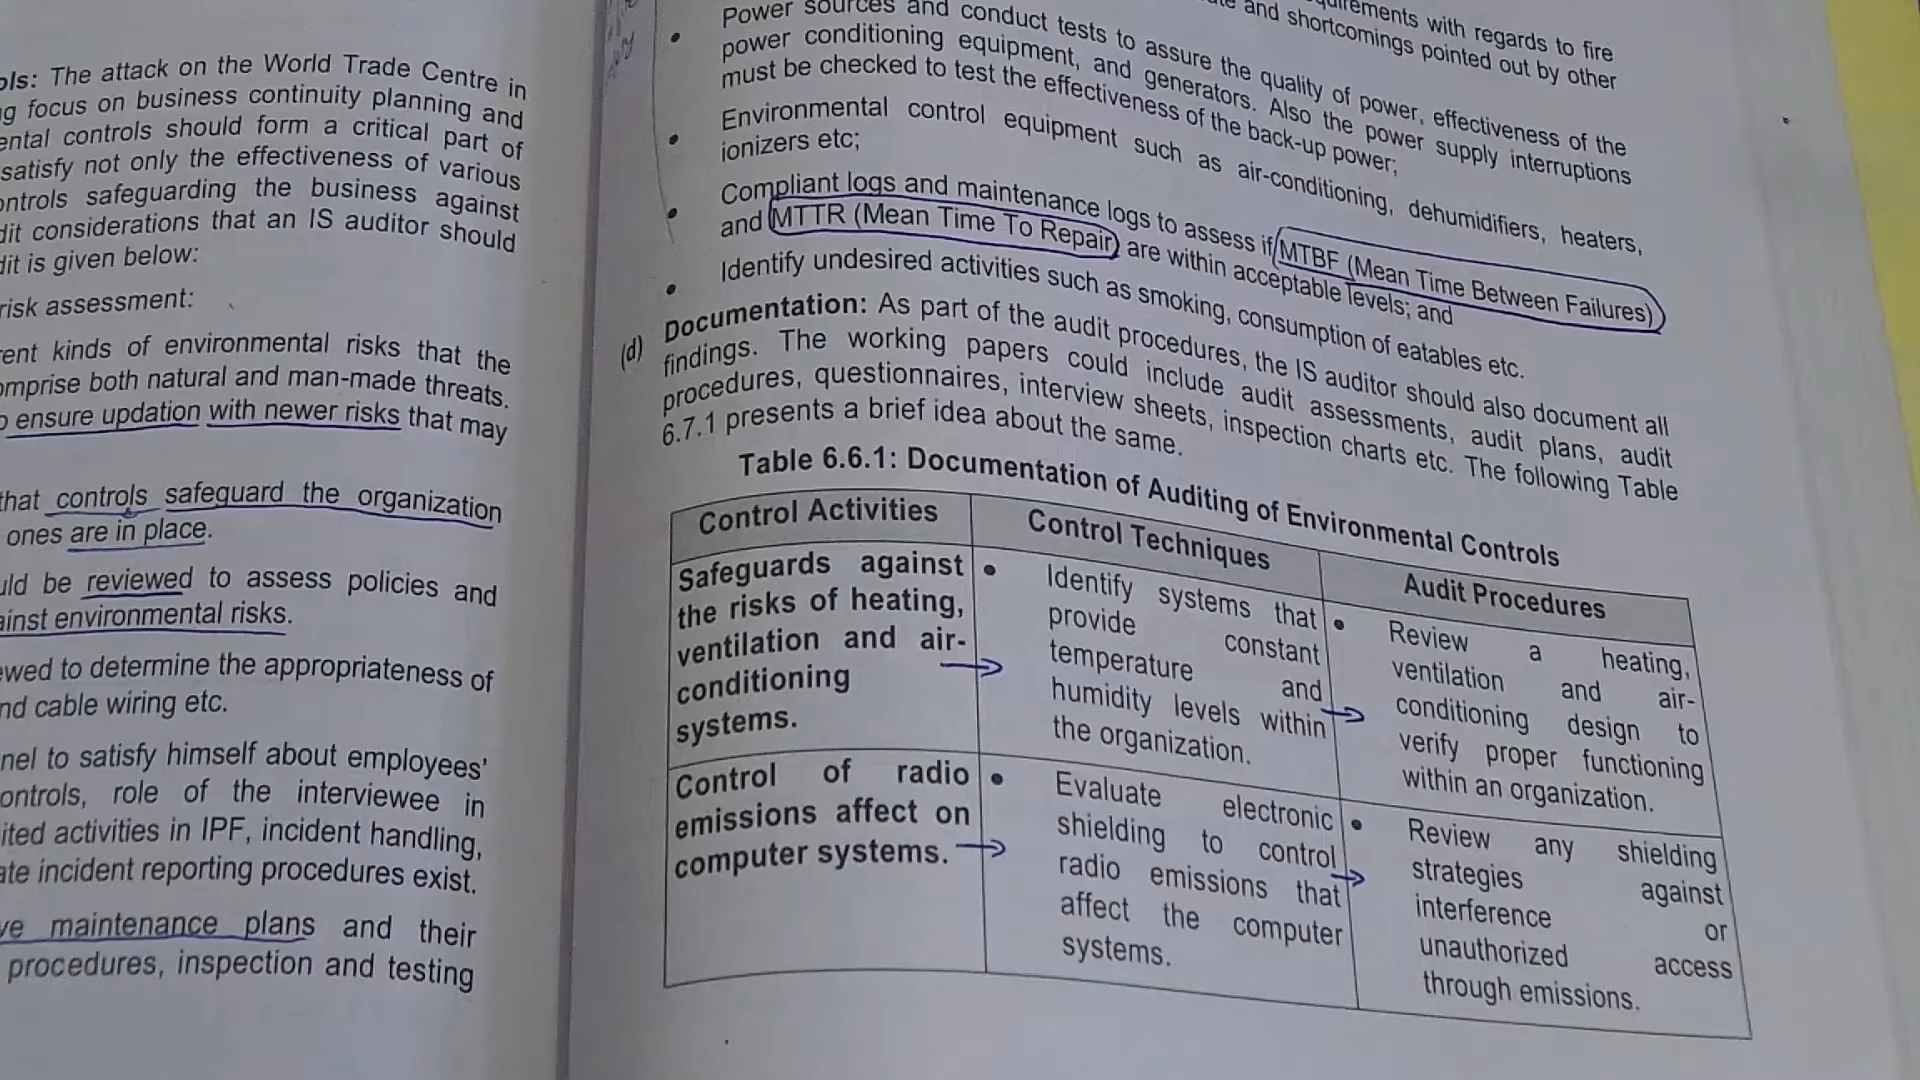 ols: The attack on the World Trade Centre in
g focus on business continuity planning and
ental controls should form a critical part of
satisfy not only the effectiveness of various
ontrols safeguarding the business against
dit considerations that an IS auditor should
dit is given below:
risk assessment:
rent kinds of environmental risks that the
omprise both natural and man-made threats.
o ensure updation with newer risks that may
that controls safeguard the organization
ones are in place.
uld be reviewed to assess policies and
ainst environmental risks.
ewed to determine the appropriateness of
nd cable wiring etc.
nel to satisfy himself about employees'
ontrols, role of the interviewee in
ited activities in IPF, incident handling,
ate incident reporting procedures exist.
ve maintenance plans and their
procedures, inspection and testing
quirements with regards to fire
and shortcomings pointed out by other
• Power sources and conduct tests to assure the quality of power, effectiveness of the
power conditioning equipment, and generators. Also the power supply interruptions
must be checked to test the effectiveness of the back-up power;
• Environmental control equipment such as air-conditioning, dehumidifiers, heaters,
ionizers etc;
• Compliant logs and maintenance logs to assess if MTBF (Mean Time Between Failures)
and MTTR (Mean Time To Repair) are within acceptable levels; and
• Identify undesired activities such as smoking, consumption of eatables etc.
(d) Documentation: As part of the audit procedures, the IS auditor should also document all
findings. The working papers could include audit assessments, audit plans, audit
procedures, questionnaires, interview sheets, inspection charts etc. The following Table
6.7.1 presents a brief idea about the same.
Table 6.6.1: Documentation of Auditing of Environmental Controls
Control Activities
Control Techniques
Audit Procedures
Safeguards against
the risks of heating,
ventilation and air-
conditioning
systems.
• Identify systems that
provide constant
temperature and
humidity levels within
the organization.
• Review a heating,
ventilation and air-
conditioning design to
verify proper functioning
within an organization.
Control of radio
emissions affect on
computer systems.
• Evaluate electronic
shielding to control
radio emissions that
affect the computer
systems.
• Review any shielding
strategies against
interference or
unauthorized access
through emissions.